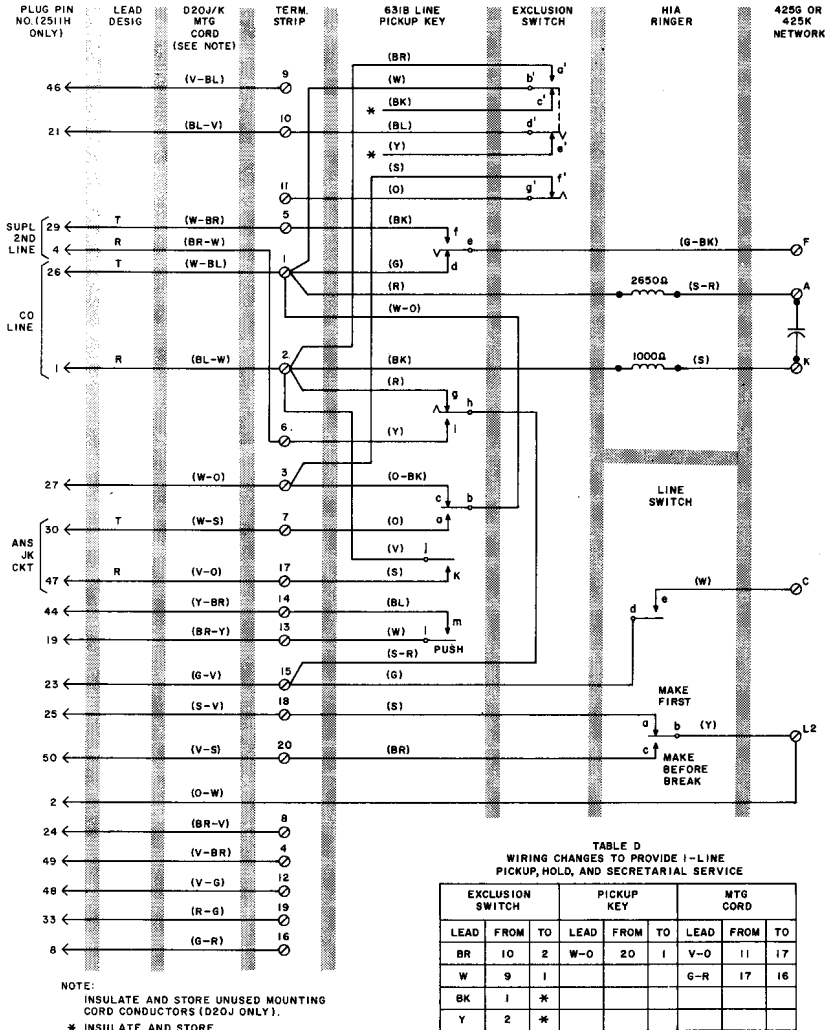 PLUG PIN NO.(2511H ONLY)
LEAD DESIG
D20J/K MTG CORD (SEE NOTE)
TERM. STRIP
631B LINE PICKUP KEY
EXCLUSION SWITCH
H1A RINGER
425G OR 425K NETWORK
(BR)
a'
46 (V-BL) 9 (W) b'
* (BK) c'
21 (BL-V) 10 (BL) d'
* (Y) e'
(S) f'
11 (O) g'
SUPL 2ND LINE
29 T (W-BR) 5 (BK) f
4 R (BR-W) e (G-BK) F
26 T (W-BL) 1 (G) d
(R) 2650Ω (S-R) A
(W-O)
CO LINE
1 R (BL-W) 2 (BK) 1000Ω (S) K
(R) g
h
6 (Y) i
27 (W-O) 3 (O-BK) c b
LINE SWITCH
30 T (W-S) 7 (O) a
ANS JK CKT
(V) j
47 R (V-O) 17 (S) K
(W) C
44 (Y-BR) 14 (BL) m
d e
19 (BR-Y) 13 (W) l
PUSH
(S-R)
23 (G-V) 15 (G)
MAKE FIRST
25 (S-V) 18 (S) a b (Y) L2
50 (V-S) 20 (BR) c
MAKE BEFORE BREAK
2 (O-W)
24 (BR-V) 8
49 (V-BR) 4
48 (V-G) 12
33 (R-G) 19
8 (G-R) 16
TABLE D
WIRING CHANGES TO PROVIDE 1-LINE
PICKUP, HOLD, AND SECRETARIAL SERVICE
EXCLUSION SWITCH PICKUP KEY MTG CORD
LEAD FROM TO LEAD FROM TO LEAD FROM TO
BR 10 2 W-O 20 1 V-O 11 17
W 9 1 G-R 17 16
BK 1 *
Y 2 *
NOTE:
INSULATE AND STORE UNUSED MOUNTING
CORD CONDUCTORS (D20J ONLY).
* INSULATE AND STORE